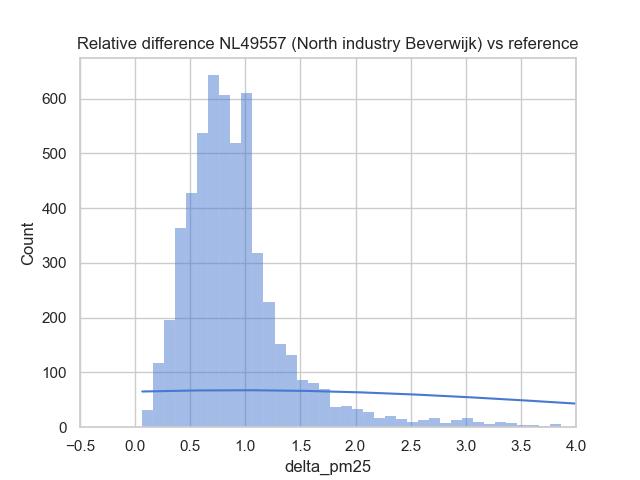 Relative difference NL49557 (North industry Beverwijk) vs reference
Count
600
500
400
300
200
100
0
−0.5 0.0 0.5 1.0 1.5 2.0 2.5 3.0 3.5 4.0
delta_pm25